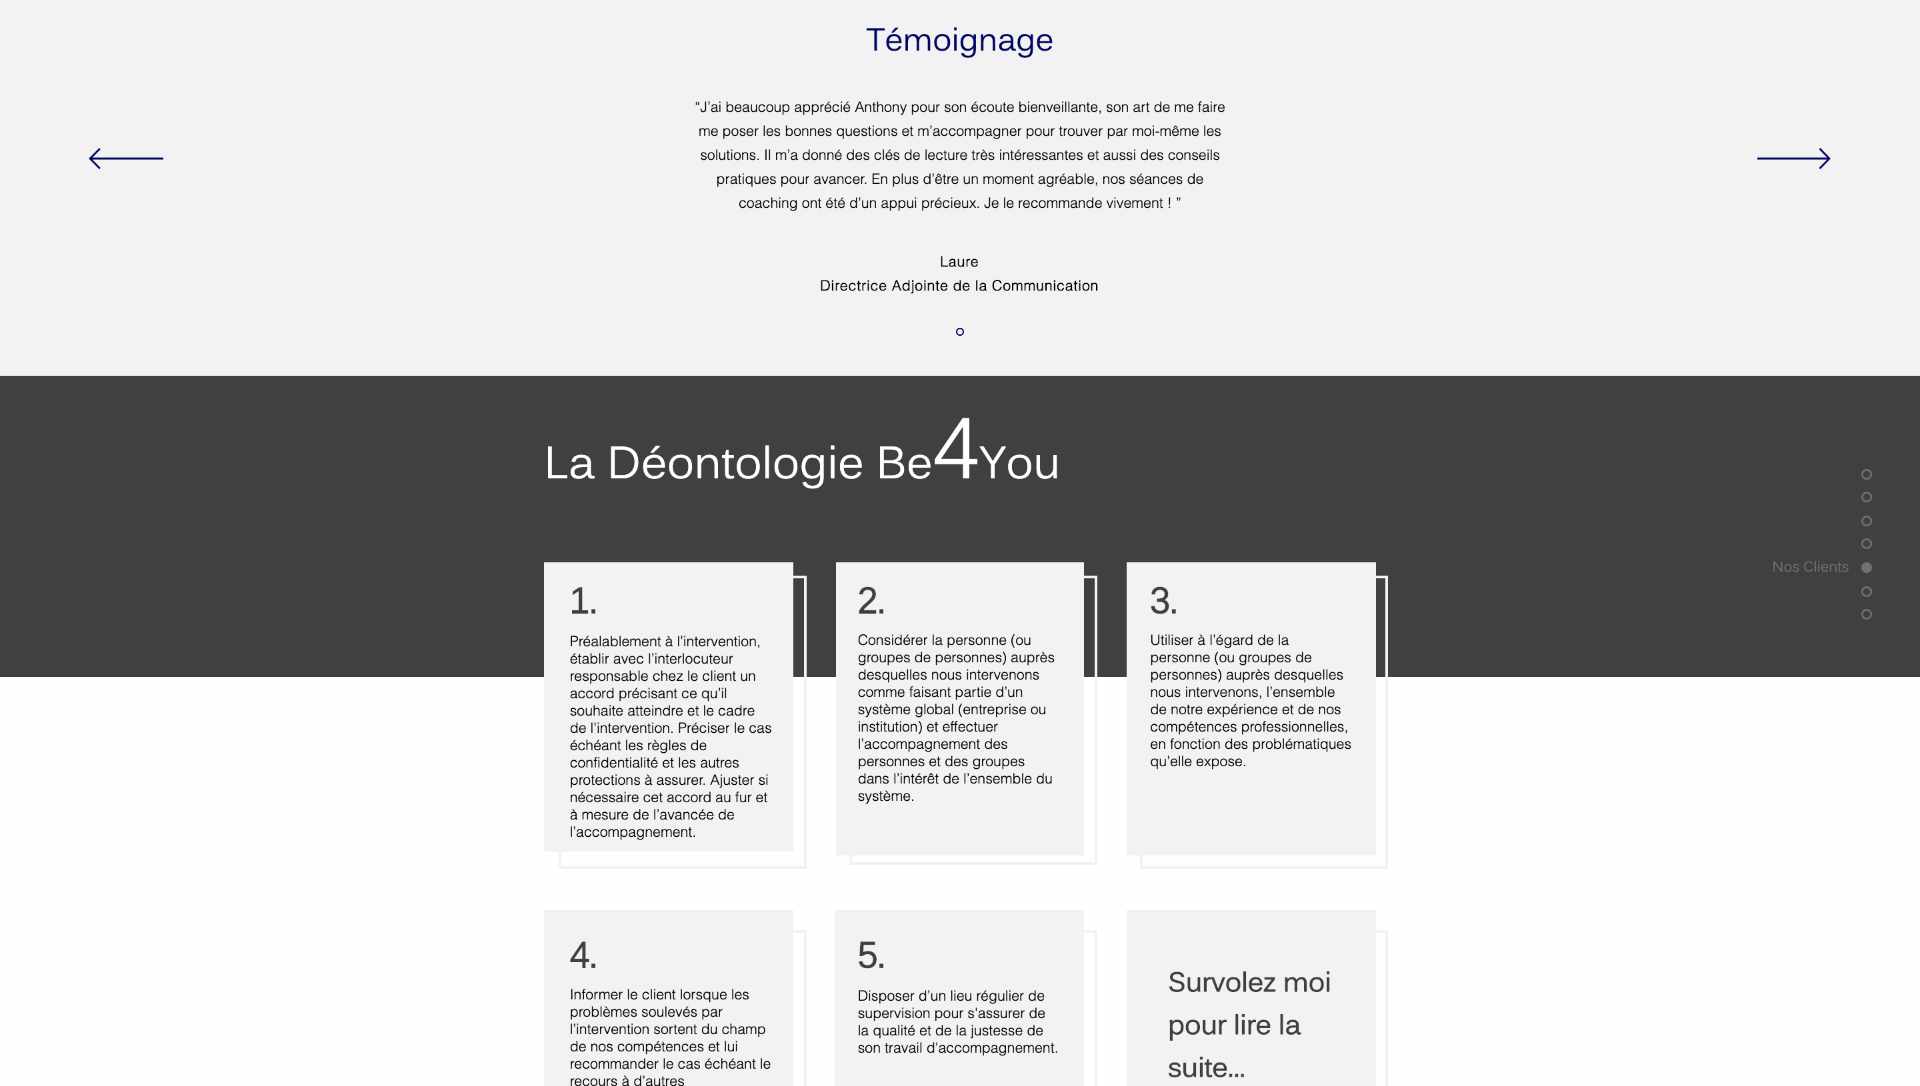 Témoignage
“J’ai beaucoup apprécié Anthony pour son écoute bienveillante, son art de me faire
me poser les bonnes questions et m’accompagner pour trouver par moi-même les
solutions. Il m’a donné des clés de lecture très intéressantes et aussi des conseils
pratiques pour avancer. En plus d’être un moment agréable, nos séances de
coaching ont été d’un appui précieux. Je le recommande vivement ! ”
Laure
Directrice Adjointe de la Communication
La Déontologie Be4You
Nos Clients
1.
Préalablement à l’intervention,
établir avec l’interlocuteur
responsable chez le client un
accord précisant ce qu’il
souhaite atteindre et le cadre
de l’intervention. Préciser le cas
échéant les règles de
confidentialité et les autres
protections à assurer. Ajuster si
nécessaire cet accord au fur et
à mesure de l’avancée de
l’accompagnement.
2.
Considérer la personne (ou
groupes de personnes) auprès
desquelles nous intervenons
comme faisant partie d’un
système global (entreprise ou
institution) et effectuer
l’accompagnement des
personnes et des groupes
dans l’intérêt de l’ensemble du
système.
3.
Utiliser à l’égard de la
personne (ou groupes de
personnes) auprès desquelles
nous intervenons, l’ensemble
de notre expérience et de nos
compétences professionnelles,
en fonction des problématiques
qu’elle expose.
4.
Informer le client lorsque les
problèmes soulevés par
l’intervention sortent du champ
de nos compétences et lui
recommander le cas échéant le
recours à d’autres
5.
Disposer d’un lieu régulier de
supervision pour s’assurer de
la qualité et de la justesse de
son travail d’accompagnement.
Survolez moi
pour lire la
suite...